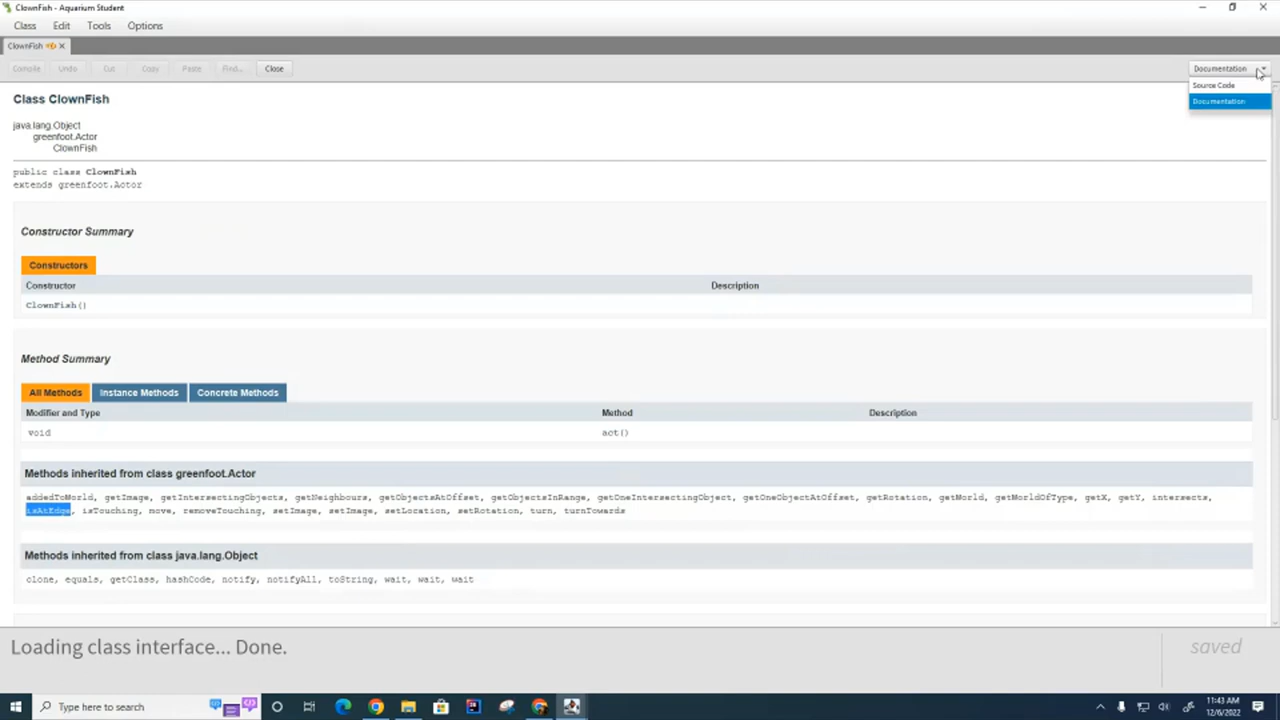 ClownFish - Aquarium Student
Class Edit Tools Options
ClownFish
Compile Undo Cut Copy Paste Find... Close
Documentation
Source Code
Documentation
Class ClownFish
java.lang.Object
greenfoot.Actor
ClownFish
public class ClownFish
extends greenfoot.Actor
Constructor Summary
Constructors
Constructor Description
ClownFish()
Method Summary
All Methods Instance Methods Concrete Methods
Modifier and Type Method Description
void act()
Methods inherited from class greenfoot.Actor
addedToWorld, getImage, getIntersectingObjects, getNeighbours, getObjectsAtOffset, getObjectsInRange, getOneIntersectingObject, getOneObjectAtOffset, getRotation, getWorld, getWorldOfType, getX, getY, intersects,
isAtEdge, isTouching, move, removeTouching, setImage, setImage, setLocation, setRotation, turn, turnTowards
Methods inherited from class java.lang.Object
clone, equals, getClass, hashCode, notify, notifyAll, toString, wait, wait, wait
Loading class interface... Done.
saved
Type here to search
11:43 AM
12/6/2022